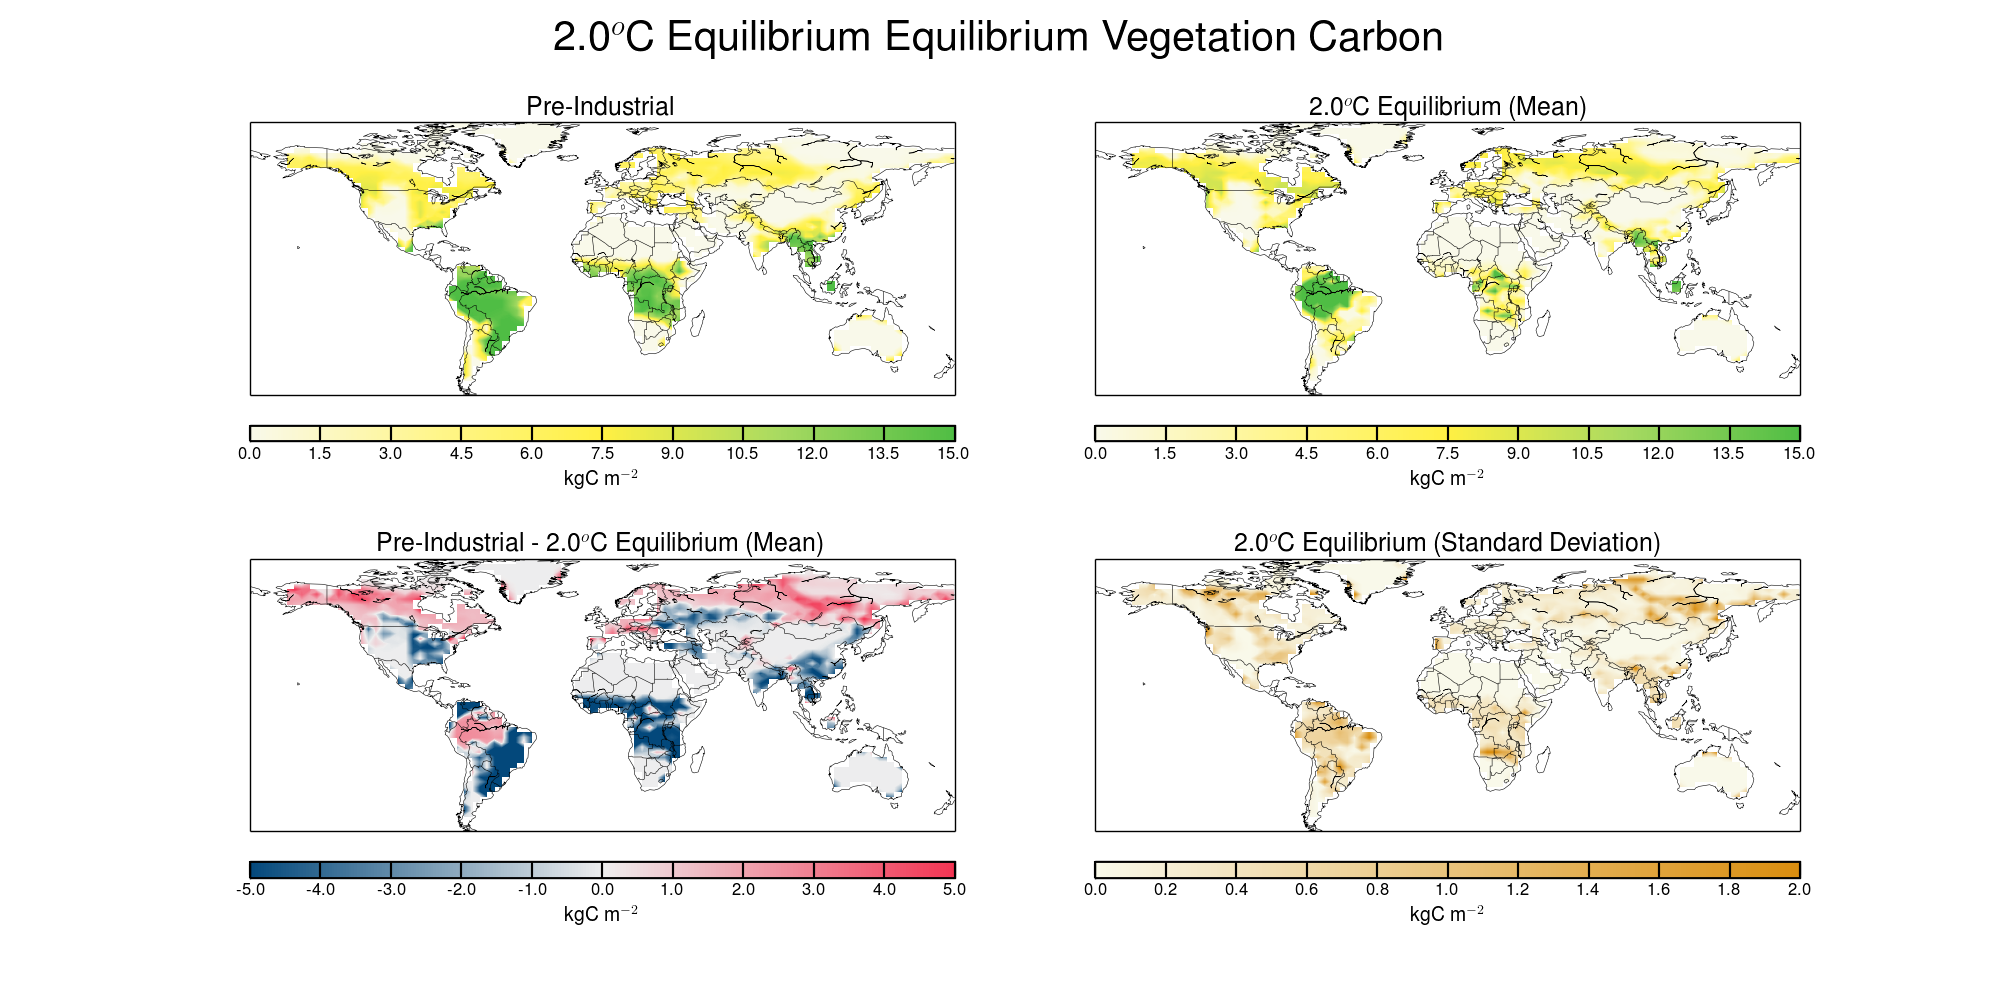 2.0°C Equilibrium Equilibrium Vegetation Carbon
Pre-Industrial
2.0°C Equilibrium (Mean)
0.0 1.5 3.0 4.5 6.0 7.5 9.0 10.5 12.0 13.5 15.0
kgC m⁻²
0.0 1.5 3.0 4.5 6.0 7.5 9.0 10.5 12.0 13.5 15.0
kgC m⁻²
Pre-Industrial - 2.0°C Equilibrium (Mean)
2.0°C Equilibrium (Standard Deviation)
-5.0 -4.0 -3.0 -2.0 -1.0 0.0 1.0 2.0 3.0 4.0 5.0
kgC m⁻²
0.0 0.2 0.4 0.6 0.8 1.0 1.2 1.4 1.6 1.8 2.0
kgC m⁻²